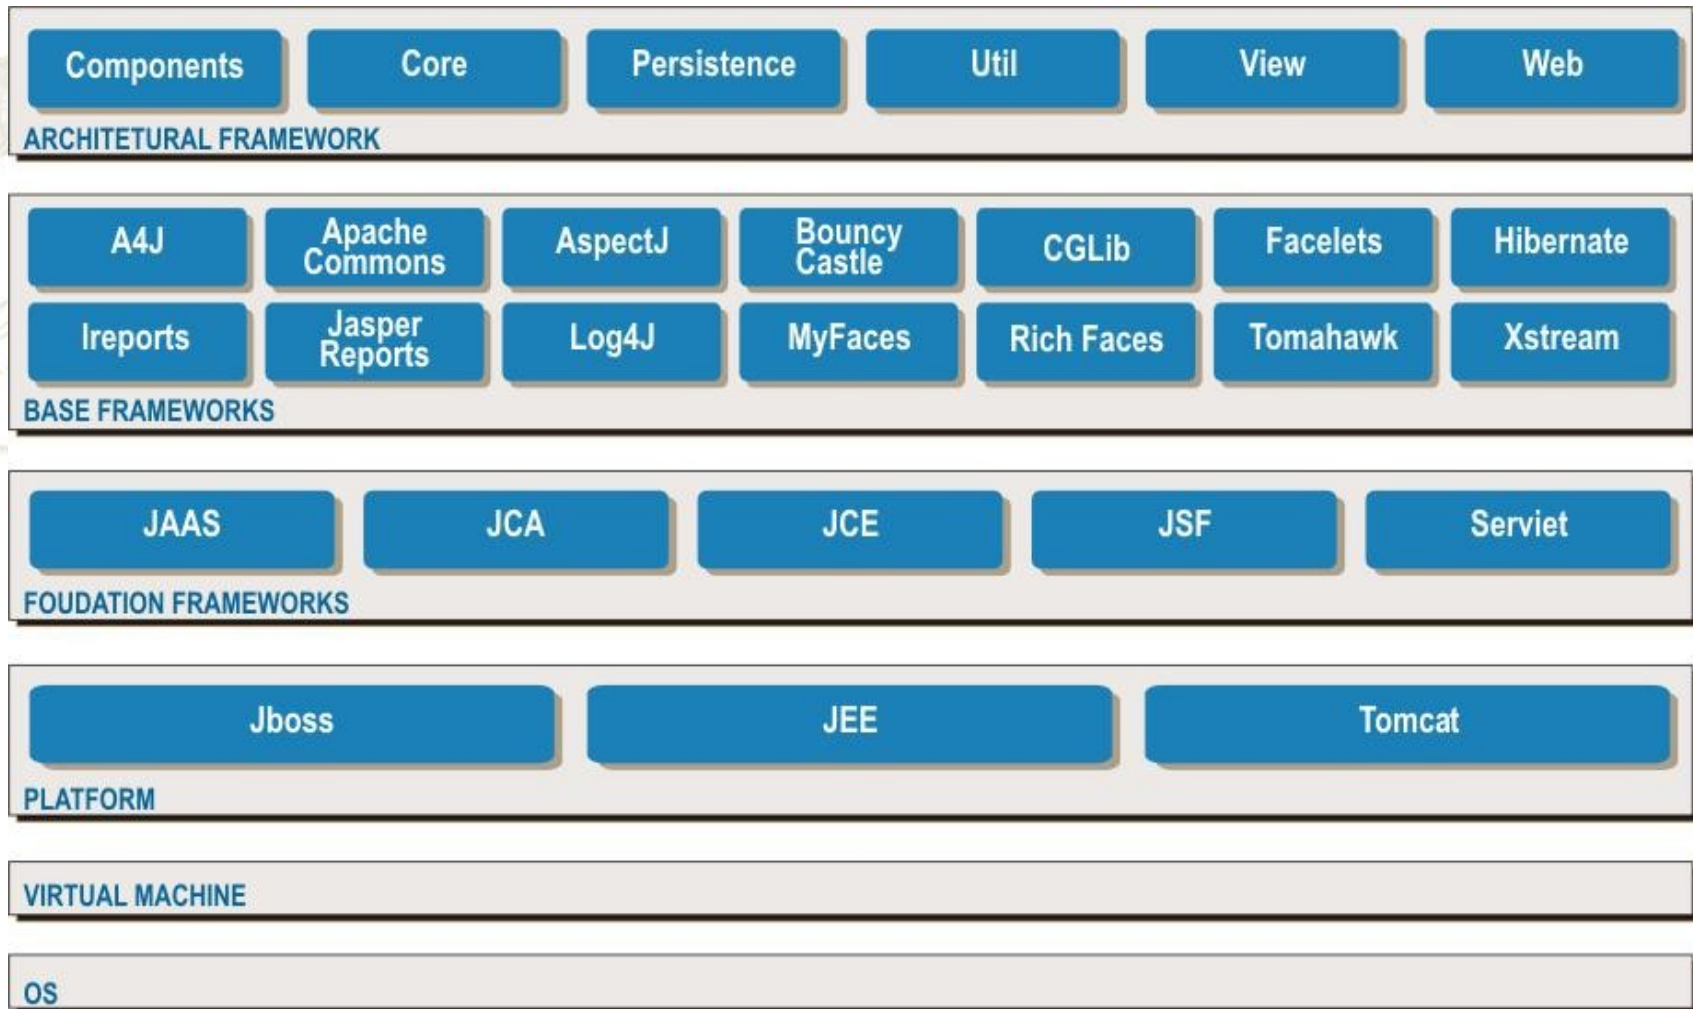 Components
Core
Persistence
Util
View
Web
ARCHITETURAL FRAMEWORK
A4J
Apache
Commons
AspectJ
Bouncy
Castle
CGLib
Facelets
Hibernate
Ireports
Jasper
Reports
Log4J
MyFaces
Rich Faces
Tomahawk
Xstream
BASE FRAMEWORKS
JAAS
JCA
JCE
JSF
Serviet
FOUDATION FRAMEWORKS
Jboss
JEE
Tomcat
PLATFORM
VIRTUAL MACHINE
OS